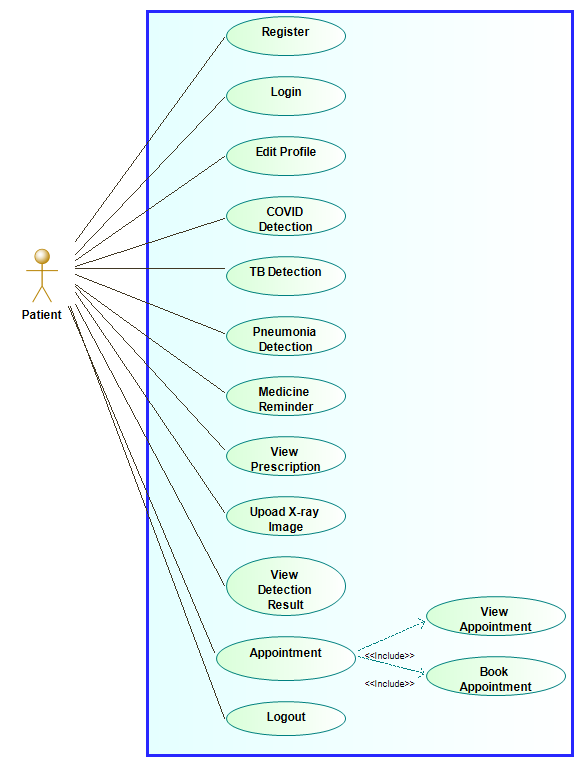 Register
Login
Edit Profile
COVID
Detection
TB Detection
Patient
Pneumonia
Detection
Medicine
Reminder
View
Prescription
Upoad X-ray
Image
View
Detection
Result
View
Appointment
Appointment
<<Include>>
Book
Appointment
<<Include>>
Logout